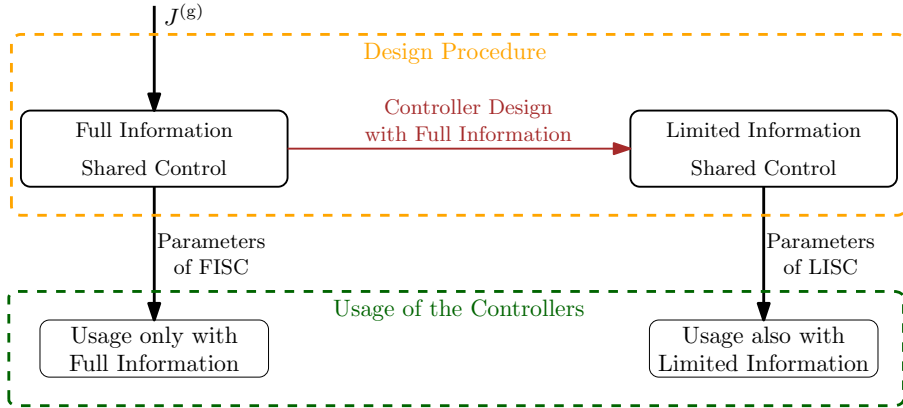 J^(g)
Design Procedure
Full Information
Shared Control
Controller Design
with Full Information
Limited Information
Shared Control
Parameters
of FISC
Parameters
of LISC
Usage of the Controllers
Usage only with
Full Information
Usage also with
Limited Information